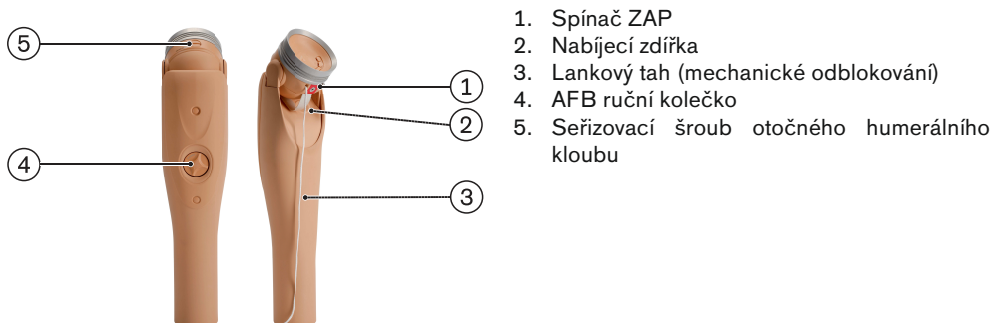 5
4
1
2
3
1. Spínač ZAP
2. Nabíjecí zdířka
3. Lankový tah (mechanické odblokování)
4. AFB ruční kolečko
5. Seřizovací šroub otočného humerálního
kloubu